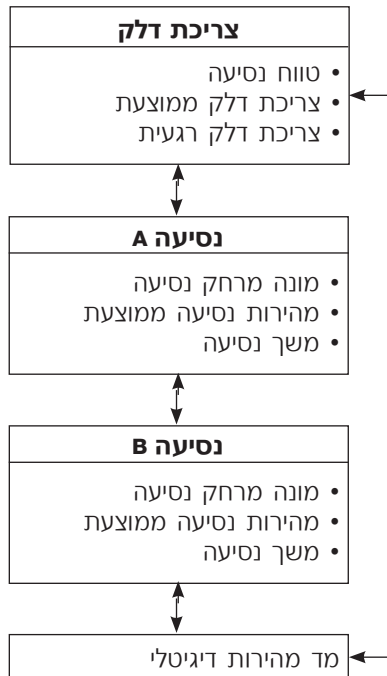 צריכת דלק
• טווח נסיעה
• צריכת דלק ממוצעת
• צריכת דלק רגעית
נסיעה A
• מונה מרחק נסיעה
• מהירות נסיעה ממוצעת
• משך נסיעה
נסיעה B
• מונה מרחק נסיעה
• מהירות נסיעה ממוצעת
• משך נסיעה
מד מהירות דיגיטלי